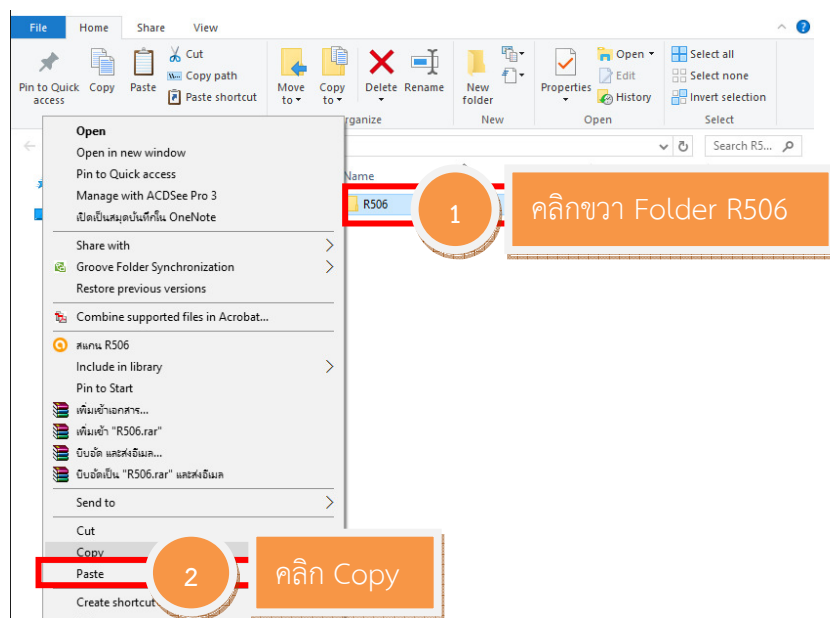 File Home Share View
Pin to Quick access
Copy
Paste
Cut
Copy path
Paste shortcut
Move to
Copy to
Delete
Rename
New folder
Properties
Open
Edit
History
Select all
Select none
Invert selection
rganize New Open Select
Search R5...
Name
R506
1
คลิกขวา Folder R506
Open
Open in new window
Pin to Quick access
Manage with ACDSee Pro 3
เปิดเป็นสมุดบันทึกใน OneNote
Share with
Groove Folder Synchronization
Restore previous versions
Combine supported files in Acrobat...
สแกน R506
Include in library
Pin to Start
เพิ่มเข้าเอกสาร...
เพิ่มเข้า "R506.rar"
บีบอัด และส่งอีเมล...
บีบอัดเป็น "R506.rar" และส่งอีเมล
Send to
Cut
Copy
Paste
2
คลิก Copy
Create shortcut